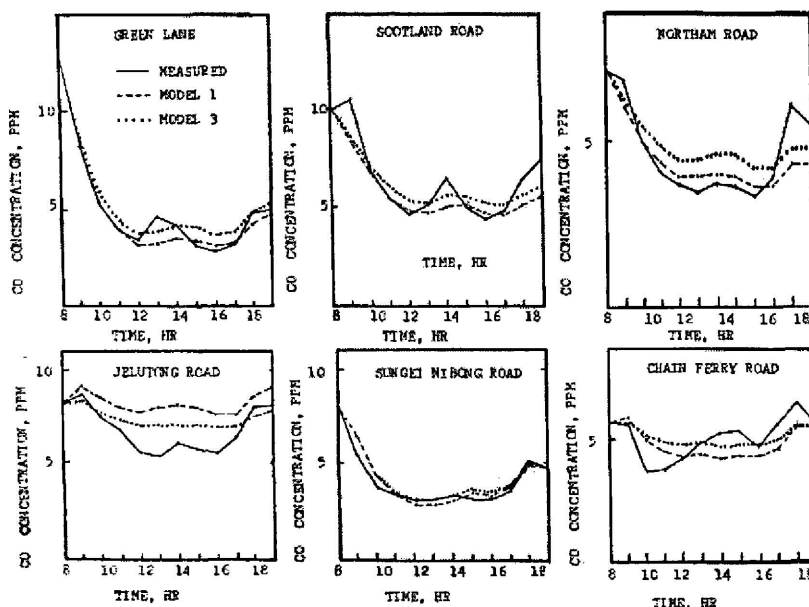 GREEN LANE
MEASURED
MODEL 1
MODEL 3
10
5
CO CONCENTRATION, PPM
8 10 12 14 16 18
TIME, HR
SCOTLAND ROAD
10
5
CO CONCENTRATION, PPM
TIME, HR
8 10 12 14 16 18
TIME, HR
NORTHAM ROAD
5
CO CONCENTRATION, PPM
8 10 12 14 16 18
TIME, HR
JELUTONG ROAD
10
5
CO CONCENTRATION, PPM
8 10 12 14 16 18
TIME, HR
SUNGEI NIBONG ROAD
5
CO CONCENTRATION, PPM
8 10 12 14 16 18
TIME, HR
CHAIN FERRY ROAD
5
CO CONCENTRATION, PPM
8 10 12 14 16 18
TIME, HR